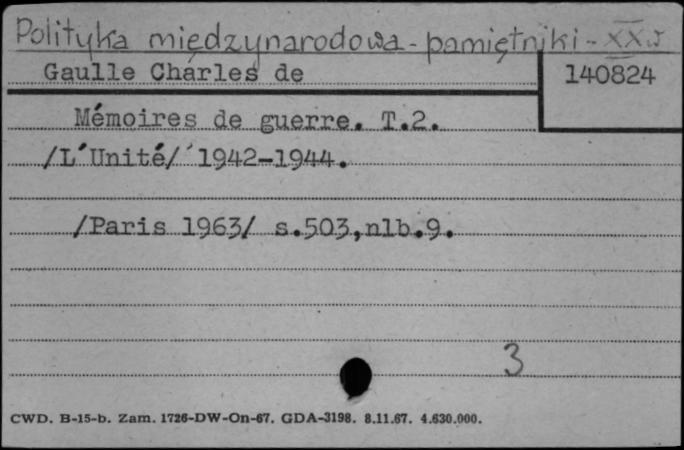 Polityka międzynarodowa - pamiętniki - XX w
Gaulle Charles de
140824
Mémoires de guerre. T.2.
/L'Unité/ 1942-1944.
/Paris 1963/ s.503,nlb.9.
3
CWD. B-15-b. Zam. 1726-DW-On-67. GDA-3198. 8.11.67. 4.630.000.